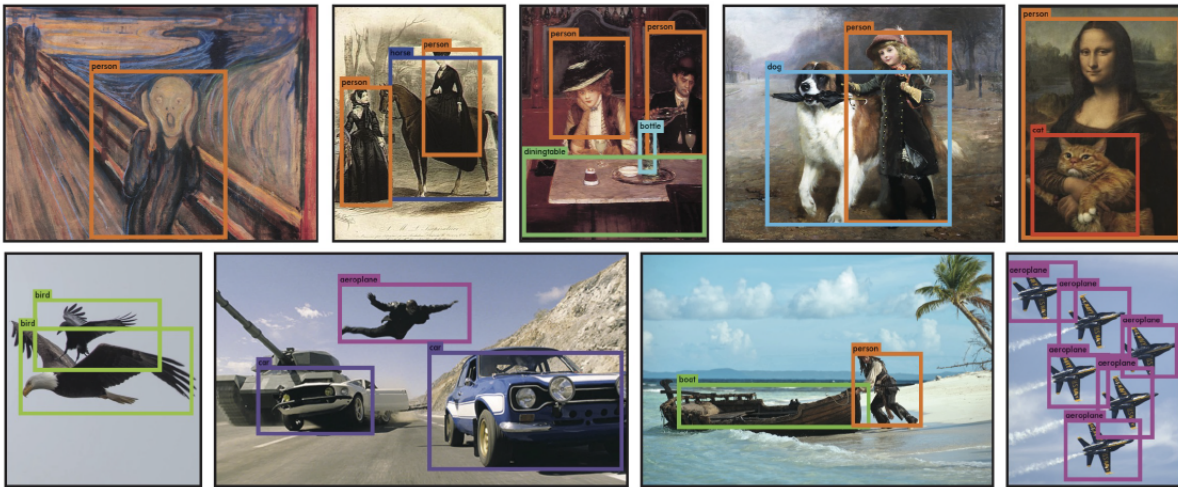 person
person
horse
person
person
person
bottle
diningtable
dog
person
person
cat
bird
bird
aeroplane
car
car
boat
person
aeroplane
aeroplane
aeroplane
aeroplane
aeroplane
aeroplane